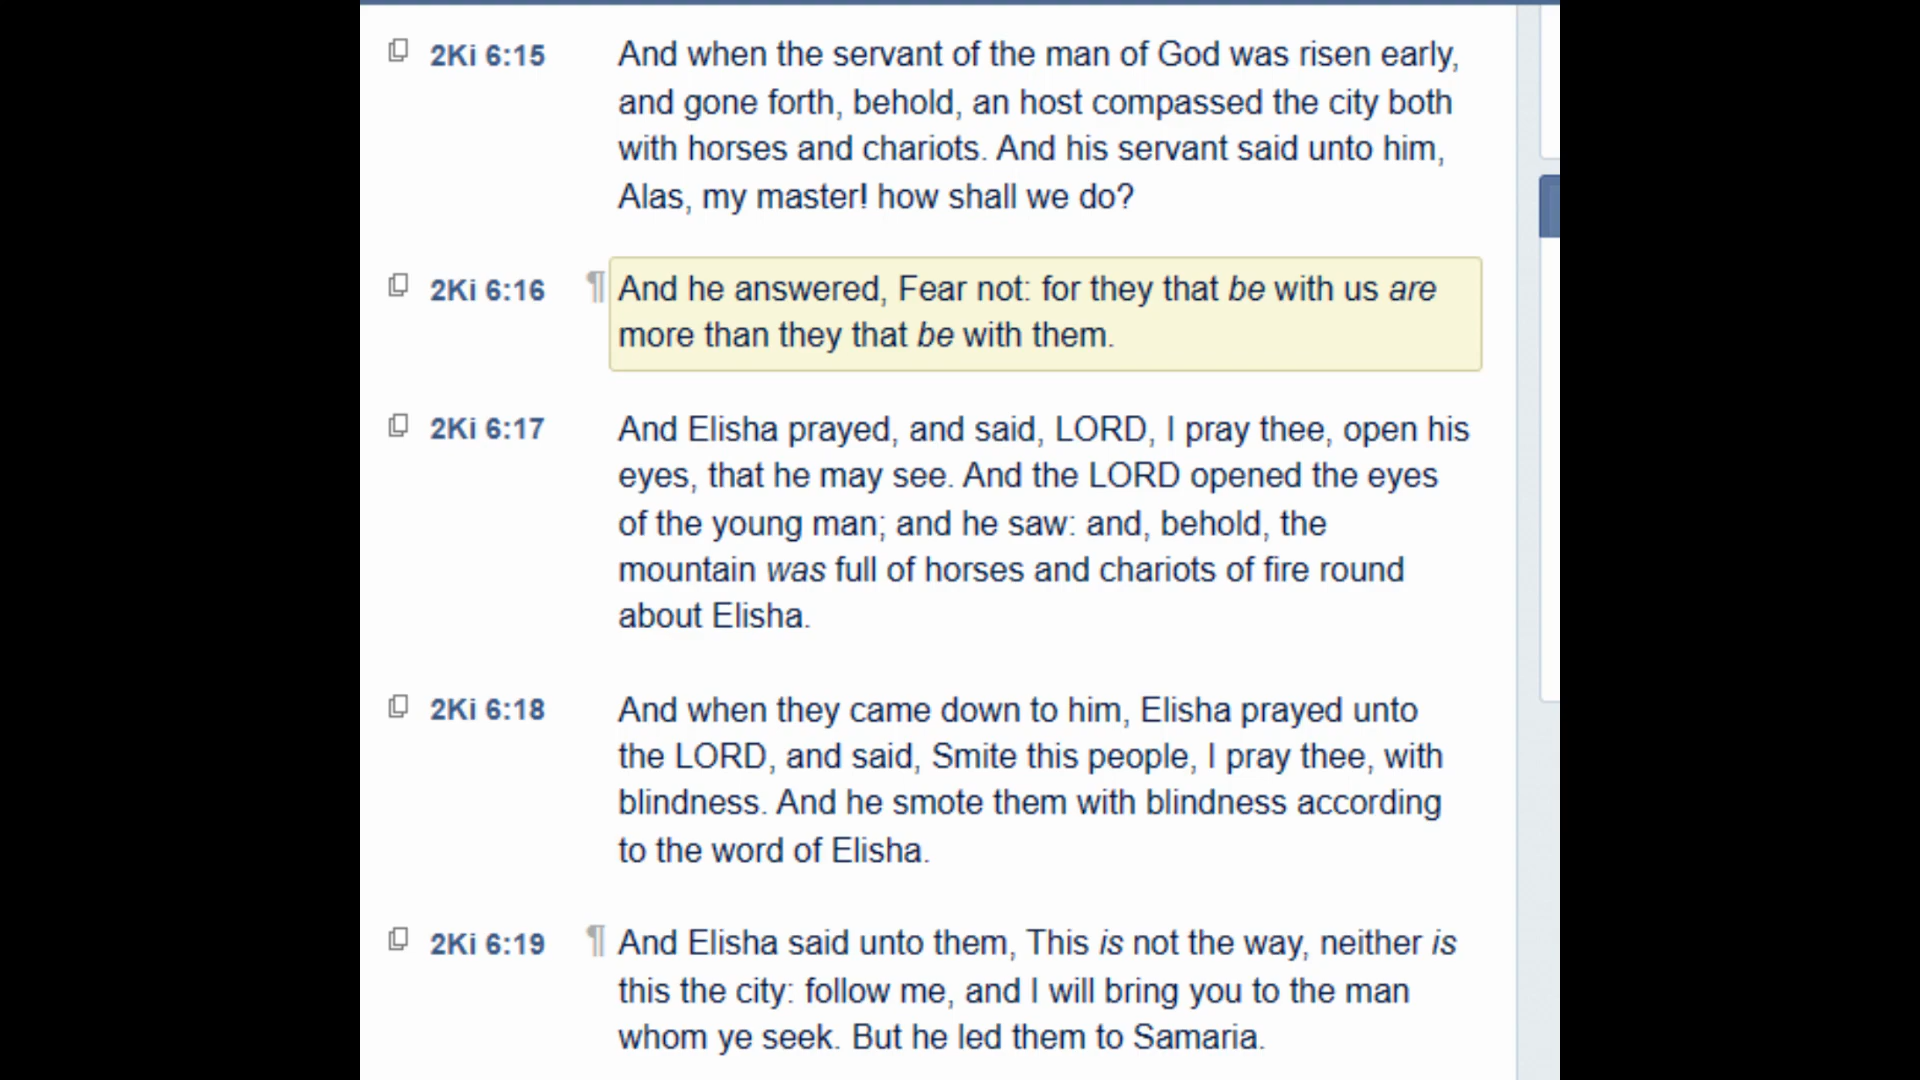 2Ki 6:15 And when the servant of the man of God was risen early,
and gone forth, behold, an host compassed the city both
with horses and chariots. And his servant said unto him,
Alas, my master! how shall we do?
2Ki 6:16 ¶ And he answered, Fear not: for they that be with us are
more than they that be with them.
2Ki 6:17 And Elisha prayed, and said, LORD, I pray thee, open his
eyes, that he may see. And the LORD opened the eyes
of the young man; and he saw: and, behold, the
mountain was full of horses and chariots of fire round
about Elisha.
2Ki 6:18 And when they came down to him, Elisha prayed unto
the LORD, and said, Smite this people, I pray thee, with
blindness. And he smote them with blindness according
to the word of Elisha.
2Ki 6:19 ¶ And Elisha said unto them, This is not the way, neither is
this the city: follow me, and I will bring you to the man
whom ye seek. But he led them to Samaria.